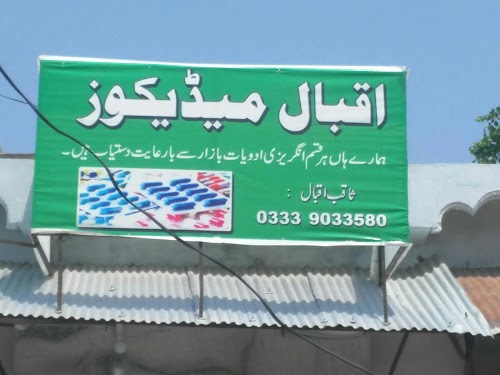 اقبال میڈیکوز
ہمارے ہاں ہر قسم انگریزی ادویات بازار سے بارعایت دستیاب ہیں۔
ثاقب اقبال :
0333 9033580